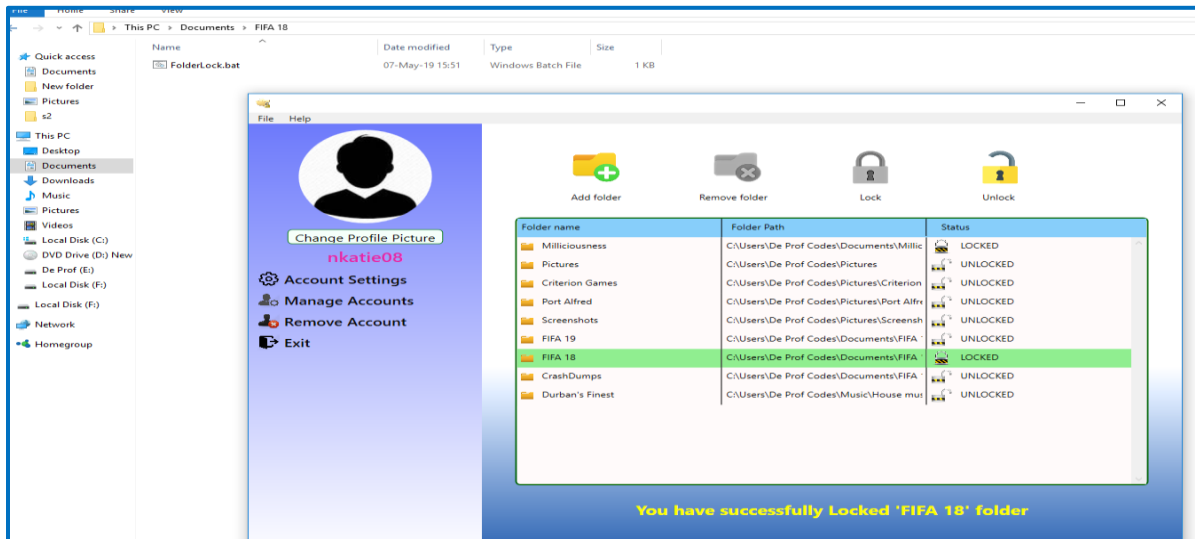 File Home Share View
This PC > Documents > FIFA 18
Name Date modified Type Size
FolderLock.bat 07-May-19 15:51 Windows Batch File 1 KB
Quick access
Documents
New folder
Pictures
s2
This PC
Desktop
Documents
Downloads
Music
Pictures
Videos
Local Disk (C:)
DVD Drive (D:) New
De Prof (E:)
Local Disk (F:)
Local Disk (F:)
Network
Homegroup
File Help
Change Profile Picture
nkatie08
Account Settings
Manage Accounts
Remove Account
Exit
Add folder Remove folder Lock Unlock
Folder name Folder Path Status
Milliciousness C:\Users\De Prof Codes\Documents\Millic LOCKED
Pictures C:\Users\De Prof Codes\Pictures UNLOCKED
Criterion Games C:\Users\De Prof Codes\Pictures\Criterion UNLOCKED
Port Alfred C:\Users\De Prof Codes\Pictures\Port Alfre UNLOCKED
Screenshots C:\Users\De Prof Codes\Pictures\Screensh UNLOCKED
FIFA 19 C:\Users\De Prof Codes\Documents\FIFA UNLOCKED
FIFA 18 C:\Users\De Prof Codes\Documents\FIFA LOCKED
CrashDumps C:\Users\De Prof Codes\Documents\FIFA UNLOCKED
Durban's Finest C:\Users\De Prof Codes\Music\House mu UNLOCKED
You have successfully Locked 'FIFA 18' folder